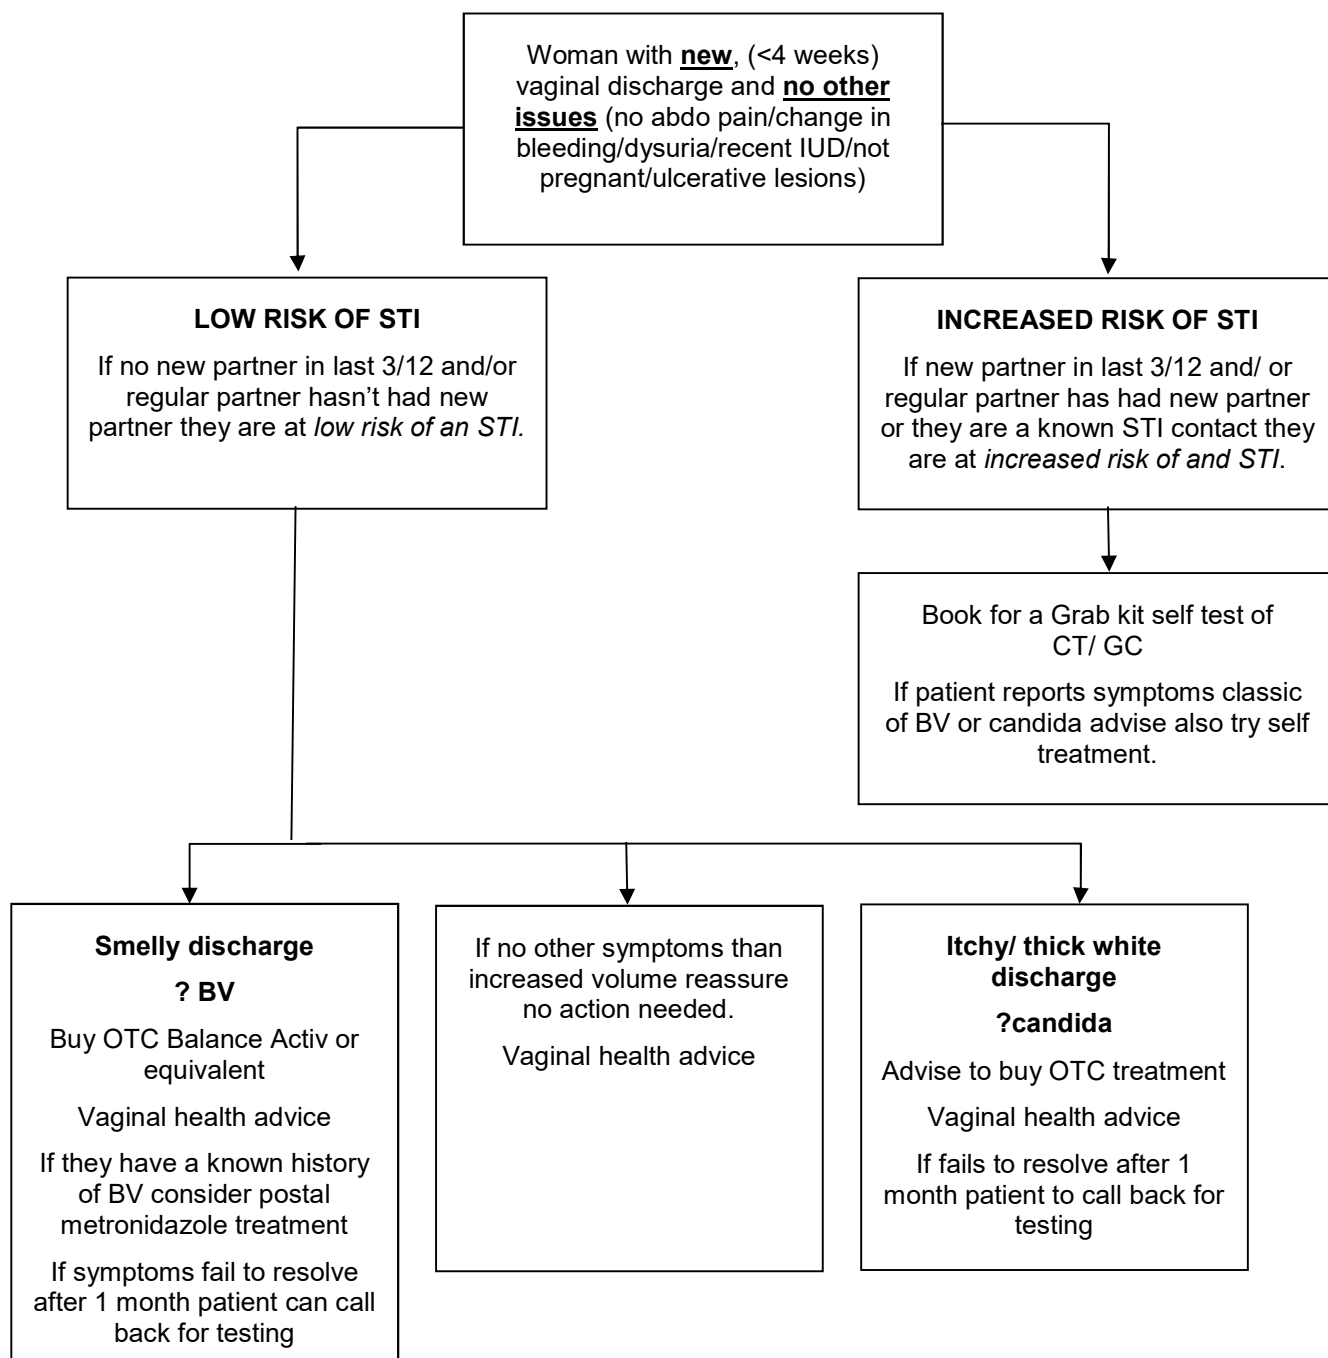 Woman with new, (<4 weeks)
vaginal discharge and no other
issues (no abdo pain/change in
bleeding/dysuria/recent IUD/not
pregnant/ulcerative lesions)
LOW RISK OF STI
If no new partner in last 3/12 and/or
regular partner hasn’t had new
partner they are at low risk of an STI.
INCREASED RISK OF STI
If new partner in last 3/12 and/ or
regular partner has had new partner
or they are a known STI contact they
are at increased risk of and STI.
Book for a Grab kit self test of
CT/ GC
If patient reports symptoms classic
of BV or candida advise also try self
treatment.
Smelly discharge
? BV
Buy OTC Balance Activ or
equivalent
Vaginal health advice
If they have a known history
of BV consider postal
metronidazole treatment
If symptoms fail to resolve
after 1 month patient can call
back for testing
If no other symptoms than
increased volume reassure
no action needed.
Vaginal health advice
Itchy/ thick white
discharge
?candida
Advise to buy OTC treatment
Vaginal health advice
If fails to resolve after 1
month patient to call back for
testing